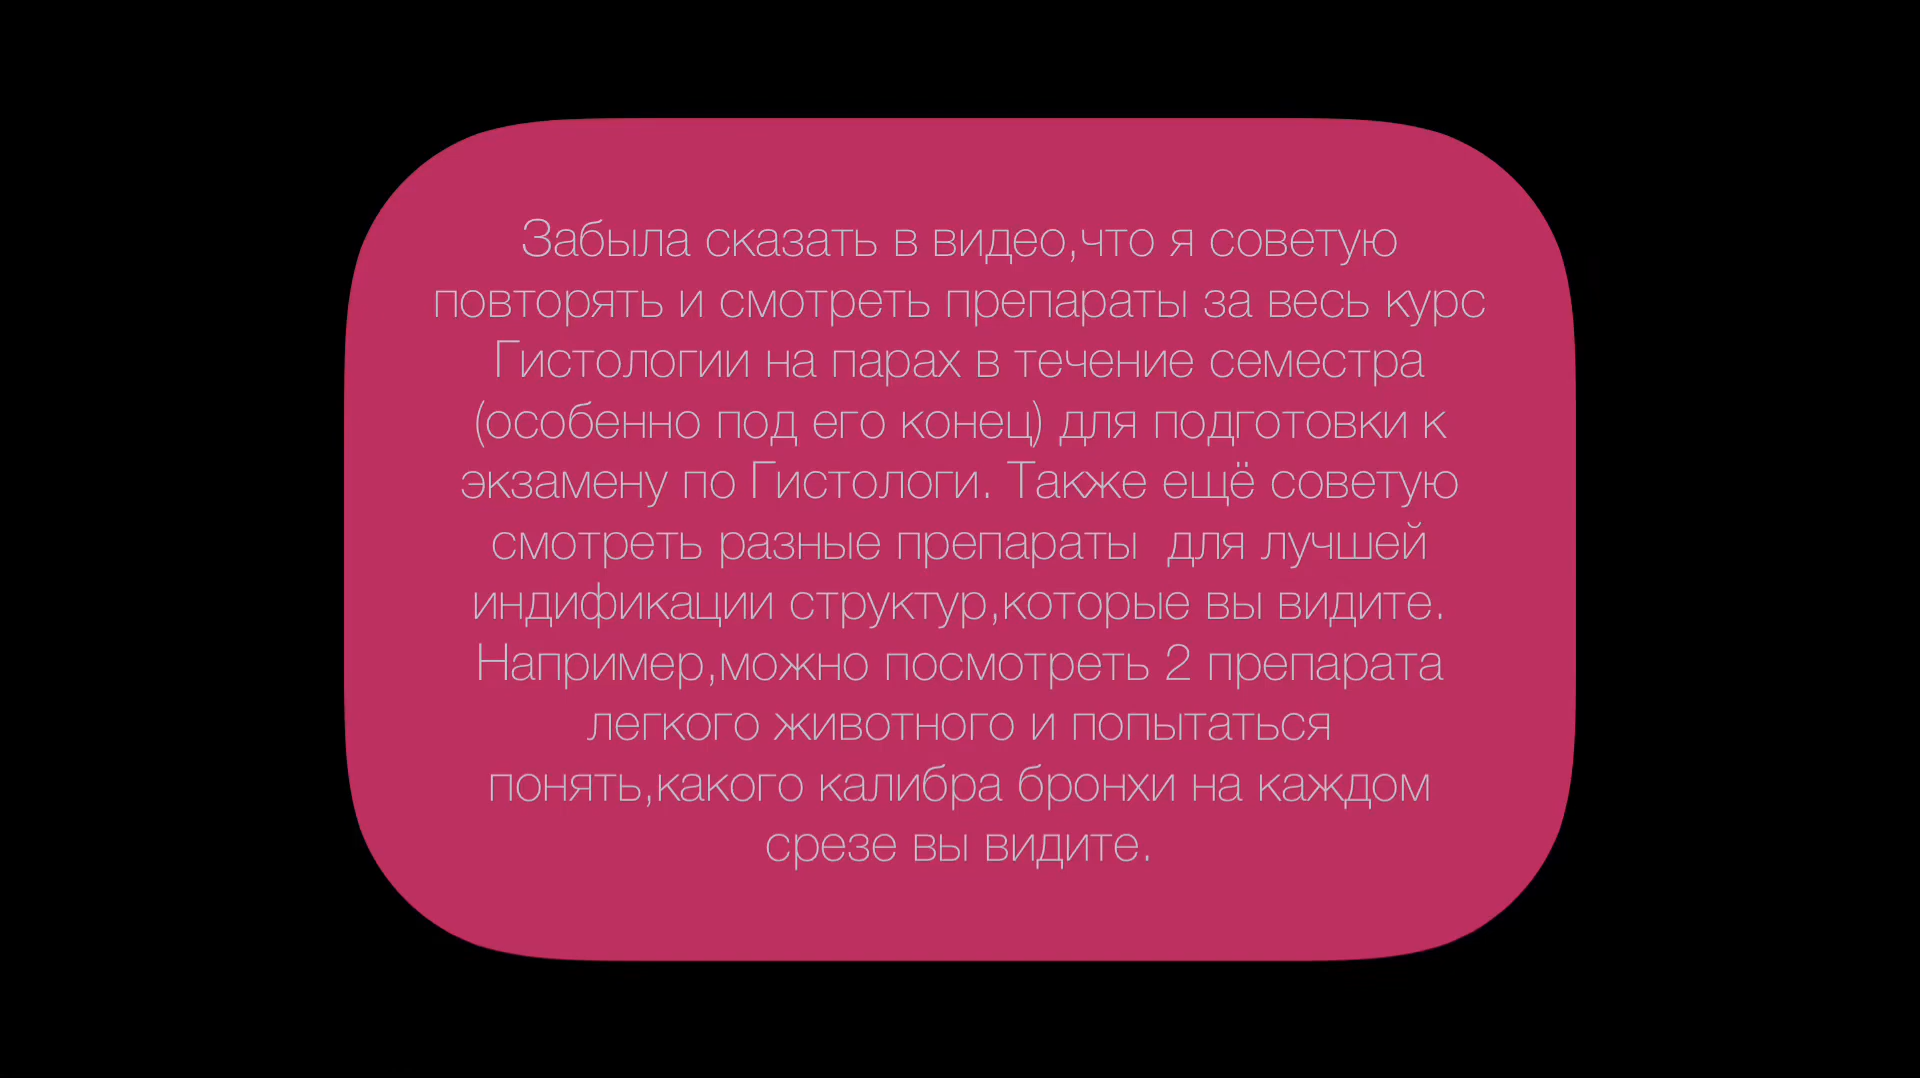 Забыла сказать в видео,что я советую
повторять и смотреть препараты за весь курс
Гистологии на парах в течение семестра
(особенно под его конец) для подготовки к
экзамену по Гистологи. Также ещё советую
смотреть разные препараты  для лучшей
индификации структур,которые вы видите.
Например,можно посмотреть 2 препарата
легкого животного и попытаться
понять,какого калибра бронхи на каждом
срезе вы видите.